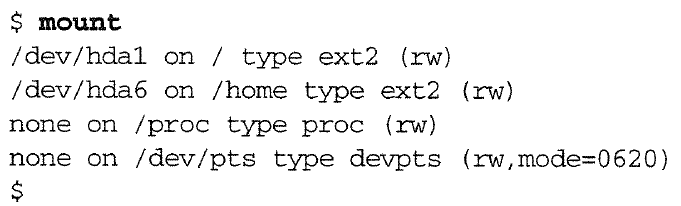 $ mount
/dev/hda1 on / type ext2 (rw)
/dev/hda6 on /home type ext2 (rw)
none on /proc type proc (rw)
none on /dev/pts type devpts (rw,mode=0620)
$